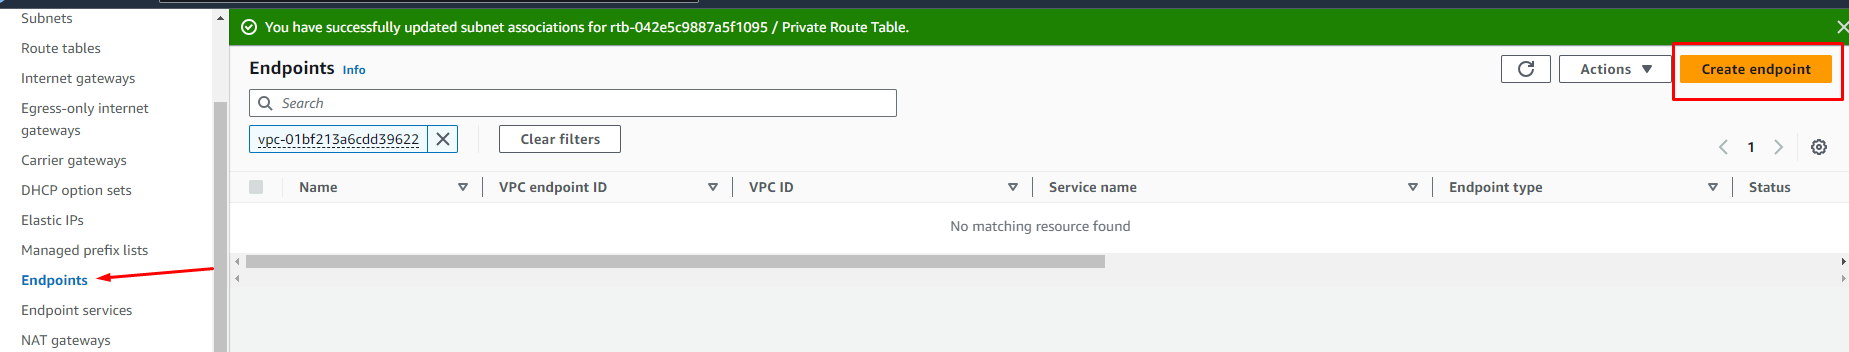 Subnets
Route tables
Internet gateways
Egress-only internet
gateways
Carrier gateways
DHCP option sets
Elastic IPs
Managed prefix lists
Endpoints
Endpoint services
NAT gateways
You have successfully updated subnet associations for rtb-042e5c9887a5f1095 / Private Route Table.
Endpoints Info
Actions
Create endpoint
Search
vpc-01bf213a6cdd39622
Clear filters
1
Name VPC endpoint ID VPC ID Service name Endpoint type Status
No matching resource found